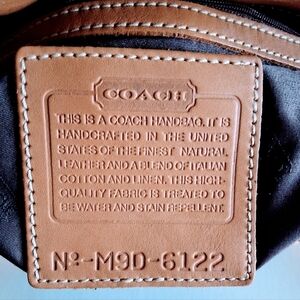 COACH
THIS IS A COACH HANDBAG. IT IS
HANDCRAFTED IN THE UNITED
STATES OF THE FINEST NATURAL
LEATHER AND A BLEND OF ITALIAN
COTTON AND LINEN. THIS HIGH-
QUALITY FABRIC IS TREATED TO
BE WATER AND STAIN REPELLENT.
Nº-M9D-6122